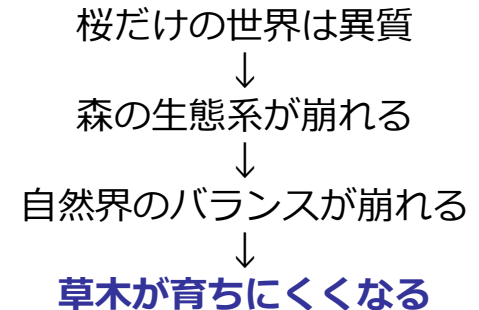 桜だけの世界は異質
↓
森の生態系が崩れる
↓
自然界のバランスが崩れる
↓
草木が育ちにくくなる